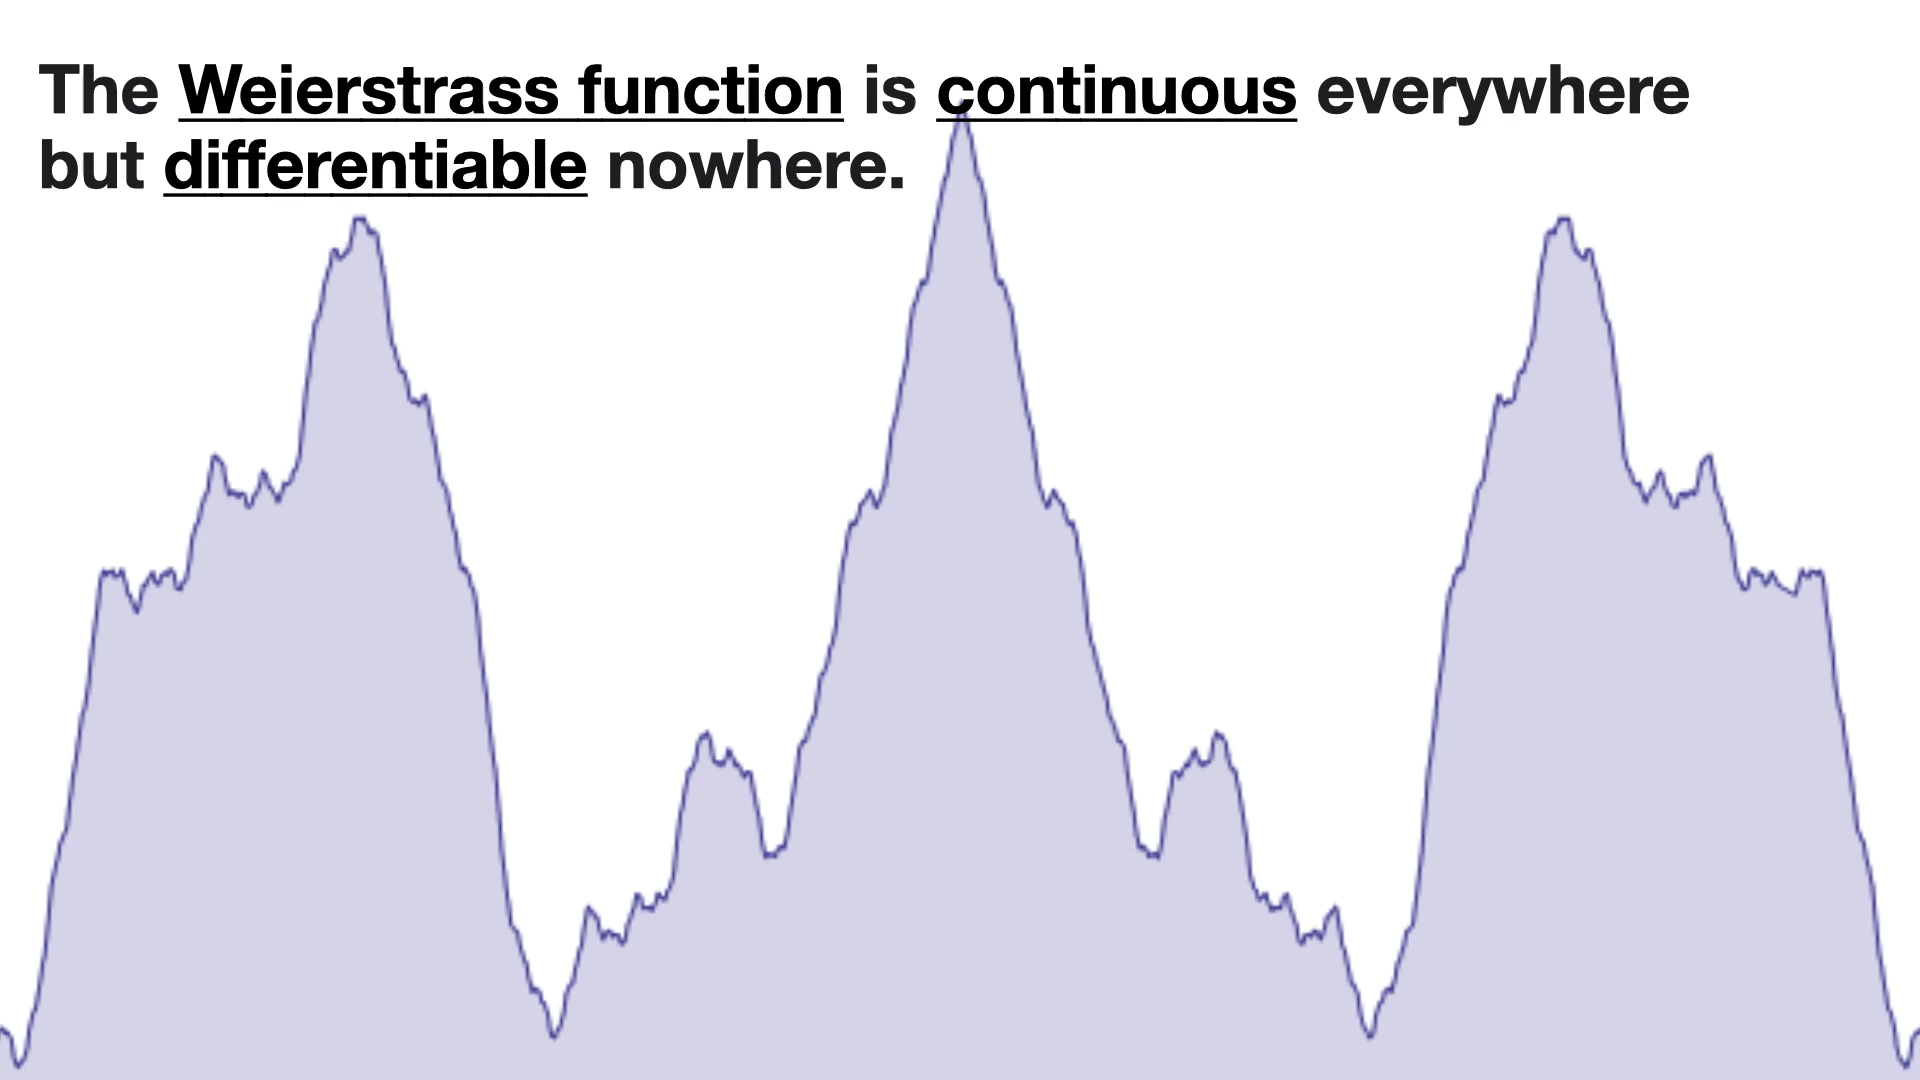 The Weierstrass function is continuous everywhere
but differentiable nowhere.